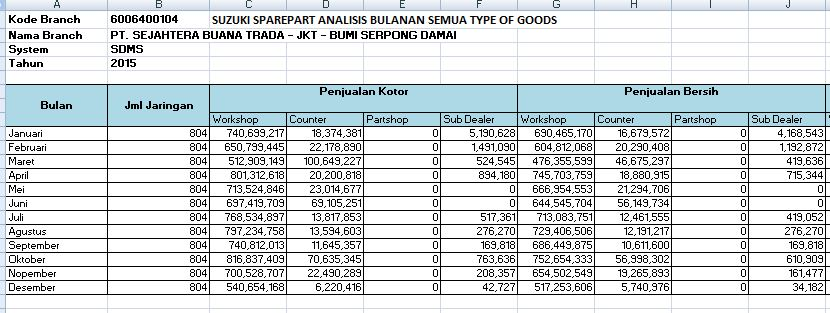 A B C D E F G H I J
Kode Branch 6006400104 SUZUKI SPAREPART ANALISIS BULANAN SEMUA TYPE OF GOODS
Nama Branch PT. SEJAHTERA BUANA TRADA - JKT - BUMI SERPONG DAMAI
System SDMS
Tahun 2015
Bulan Jml Jaringan Penjualan Kotor Penjualan Bersih
Workshop Counter Partshop Sub Dealer Workshop Counter Partshop Sub Dealer
Januari 804 740,699,217 18,374,381 0 5,190,628 690,465,170 16,679,572 0 4,168,543
Februari 804 650,799,445 22,178,890 0 1,491,090 604,812,068 20,290,408 0 1,192,872
Maret 804 512,909,149 100,649,227 0 524,545 476,355,599 46,675,297 0 419,636
April 804 801,312,618 20,200,818 0 894,180 745,703,759 18,880,915 0 715,344
Mei 804 713,524,846 23,014,677 0 0 666,954,553 21,294,706 0 0
Juni 804 697,419,709 69,105,251 0 0 644,545,704 56,149,734 0 0
Juli 804 768,534,897 13,817,853 0 517,361 713,083,751 12,461,555 0 419,052
Agustus 804 797,234,758 13,594,603 0 276,270 729,406,506 12,191,217 0 276,270
September 804 740,812,013 11,645,357 0 169,818 686,449,875 10,611,600 0 169,818
Oktober 804 816,837,409 70,635,345 0 763,636 752,654,333 56,998,302 0 610,909
Nopember 804 700,528,707 22,490,289 0 208,357 654,502,549 19,265,893 0 161,477
Desember 804 540,654,168 6,220,416 0 42,727 517,253,606 5,740,976 0 34,182